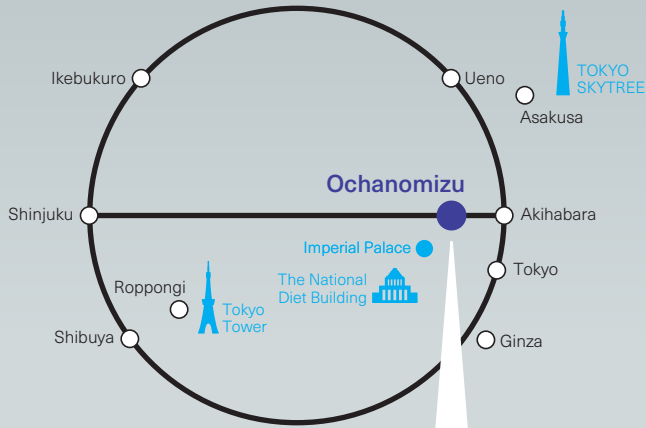 Ikebukuro
Ueno
TOKYO
SKYTREE
Asakusa
Ochanomizu
Shinjuku
Akihabara
Imperial Palace
Tokyo
The National
Diet Building
Roppongi
Tokyo
Tower
Shibuya
Ginza